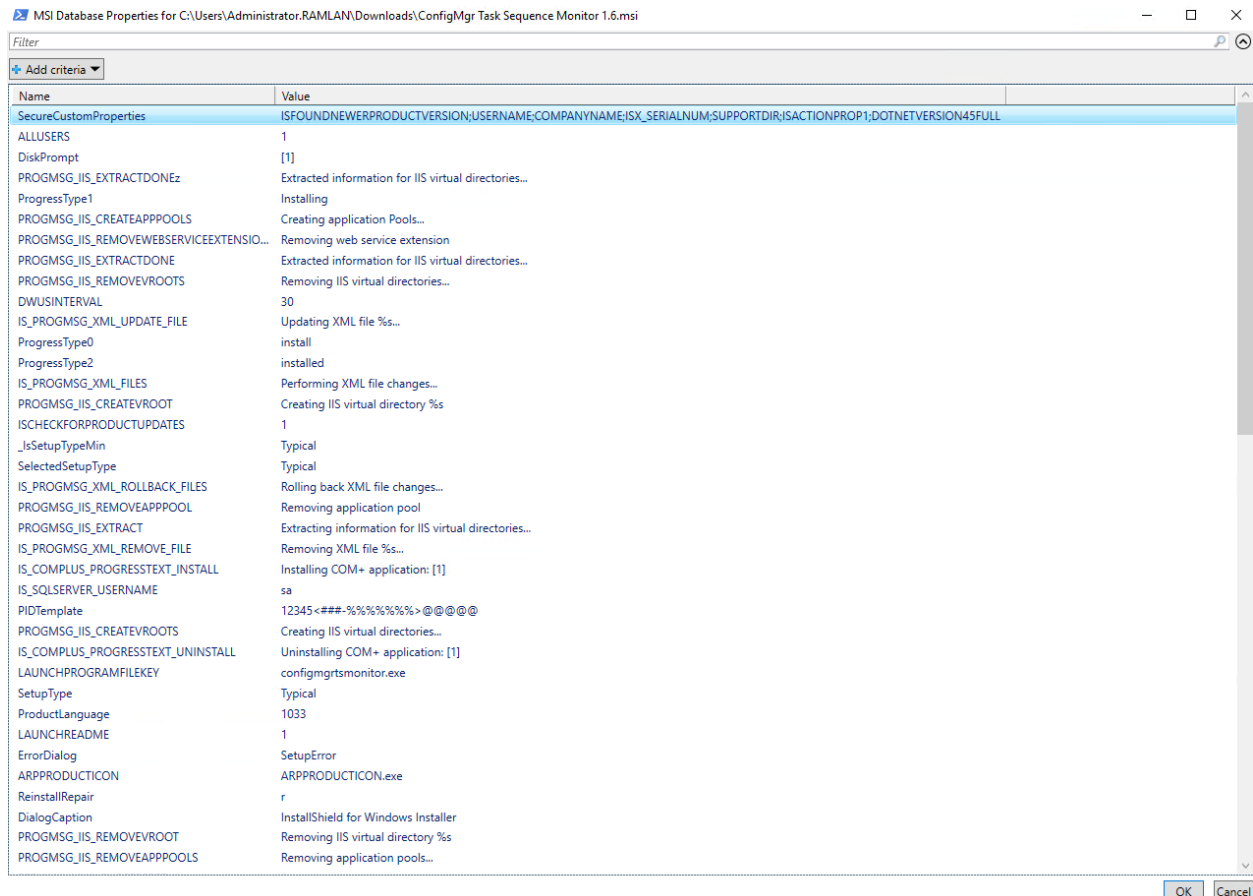 MSI Database Properties for C:\Users\Administrator.RAMLAN\Downloads\ConfigMgr Task Sequence Monitor 1.6.msi
Filter
Add criteria
Name Value
SecureCustomProperties ISFOUNDNEWERPRODUCTVERSION;USERNAME;COMPANYNAME;ISX_SERIALNUM;SUPPORTDIR;ISACTIONPROP1;DOTNETVERSION45FULL
ALLUSERS 1
DiskPrompt [1]
PROGMSG_IIS_EXTRACTDONEz Extracted information for IIS virtual directories...
ProgressType1 Installing
PROGMSG_IIS_CREATEAPPPOOLS Creating application Pools...
PROGMSG_IIS_REMOVEWEBSERVICEEXTENSIO... Removing web service extension
PROGMSG_IIS_EXTRACTDONE Extracted information for IIS virtual directories...
PROGMSG_IIS_REMOVEVROOTS Removing IIS virtual directories...
DWUSINTERVAL 30
IS_PROGMSG_XML_UPDATE_FILE Updating XML file %s...
ProgressType0 install
ProgressType2 installed
IS_PROGMSG_XML_FILES Performing XML file changes...
PROGMSG_IIS_CREATEVROOT Creating IIS virtual directory %s
ISCHECKFORPRODUCTUPDATES 1
_IsSetupTypeMin Typical
SelectedSetupType Typical
IS_PROGMSG_XML_ROLLBACK_FILES Rolling back XML file changes...
PROGMSG_IIS_REMOVEAPPPOOL Removing application pool
PROGMSG_IIS_EXTRACT Extracting information for IIS virtual directories...
IS_PROGMSG_XML_REMOVE_FILE Removing XML file %s...
IS_COMPLUS_PROGRESSTEXT_INSTALL Installing COM+ application: [1]
IS_SQLSERVER_USERNAME sa
PIDTemplate 12345<###-%%%%%%%>@@@@@
PROGMSG_IIS_CREATEVROOTS Creating IIS virtual directories...
IS_COMPLUS_PROGRESSTEXT_UNINSTALL Uninstalling COM+ application: [1]
LAUNCHPROGRAMFILEKEY configmgrtsmonitor.exe
SetupType Typical
ProductLanguage 1033
LAUNCHREADME 1
ErrorDialog SetupError
ARPPRODUCTICON ARPPRODUCTICON.exe
ReinstallRepair r
DialogCaption InstallShield for Windows Installer
PROGMSG_IIS_REMOVEVROOT Removing IIS virtual directory %s
PROGMSG_IIS_REMOVEAPPPOOLS Removing application pools...
OK Cancel